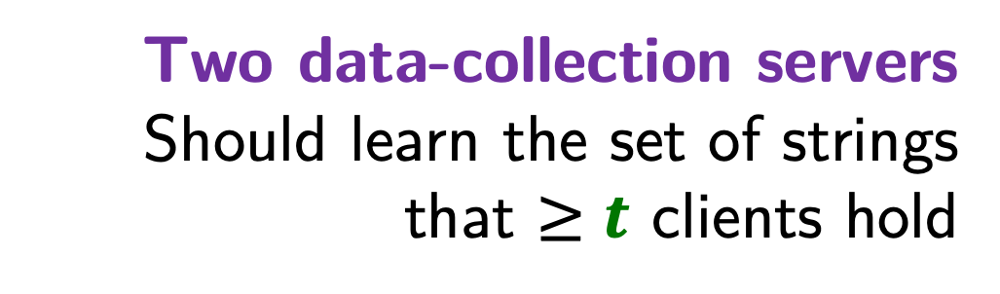 Two data-collection servers
Should learn the set of strings
that ≥ t clients hold